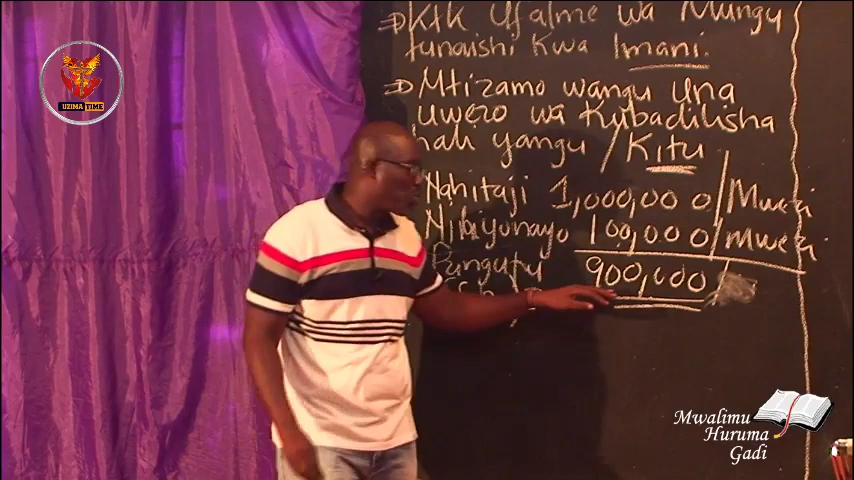 Ktk Ufalme wa Mungu
tunaishi Kwa Imani.
Mtizamo wangu una
uwezo wa Kubadilisha
hali yangu / Kitu
Nahitaji 1,000,000/Mwezi
Niliyonayo 100,000/Mwezi
Pungufu 900,000/
UZIMA TIME
Mwalimu
Huruma
Gadi